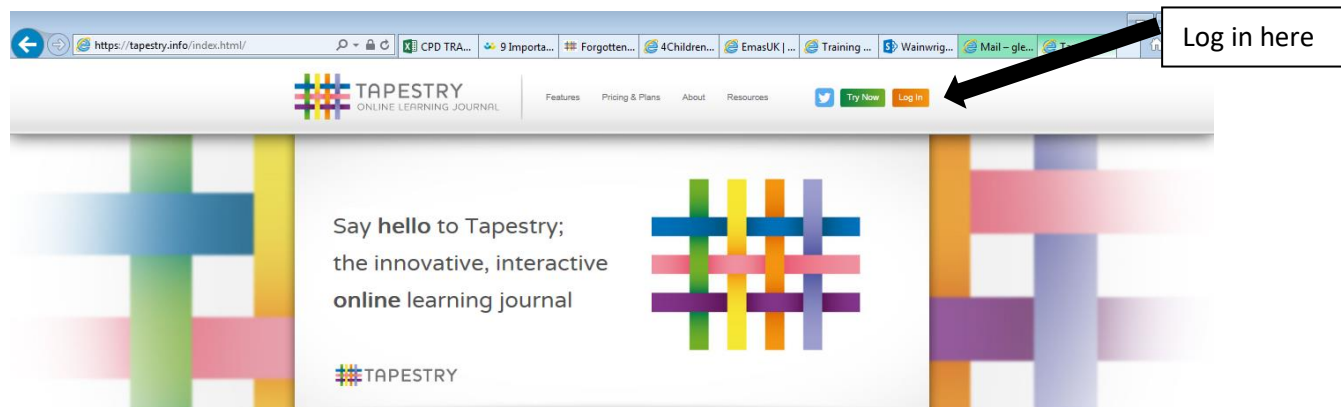 Log in here
https://tapestry.info/index.html/
CPD TRA... 9 Importa... Forgotten... 4Children... EmasUK | ... Training ... Wainwrig... Mail – gle...
TAPESTRY
ONLINE LEARNING JOURNAL
Features Pricing & Plans About Resources Try Now Log In
Say hello to Tapestry;
the innovative, interactive
online learning journal
TAPESTRY